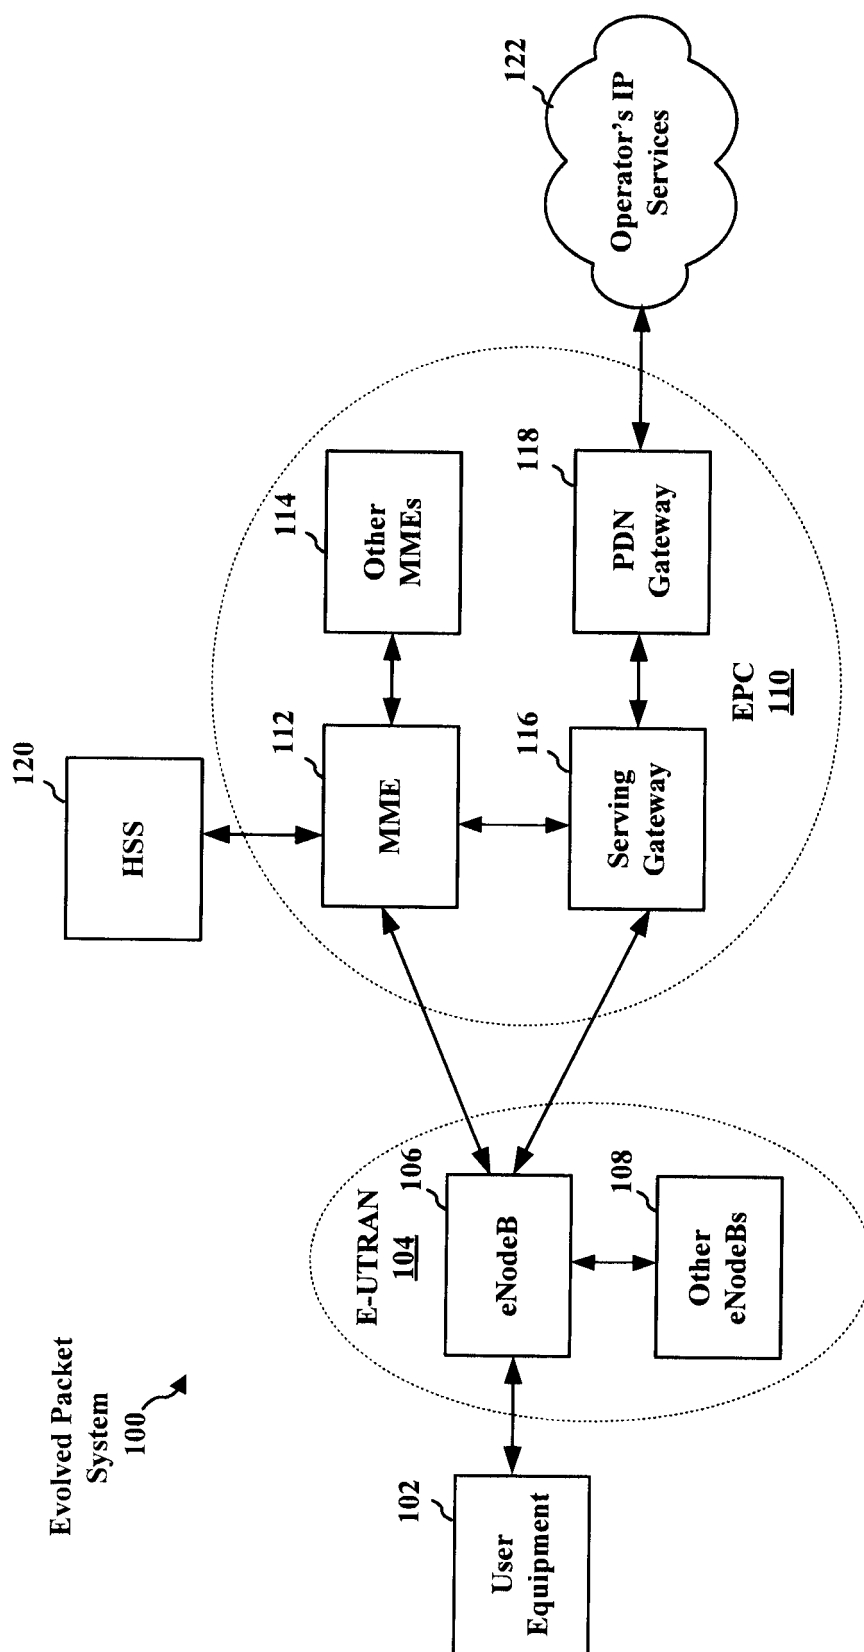 Evolved Packet
System
100
120
HSS
112
MME
114
Other
MMEs
E-UTRAN
104
106
eNodeB
102
User
Equipment
108
Other
eNodeBs
116
Serving
Gateway
118
PDN
Gateway
EPC
110
122
Operator's IP
Services